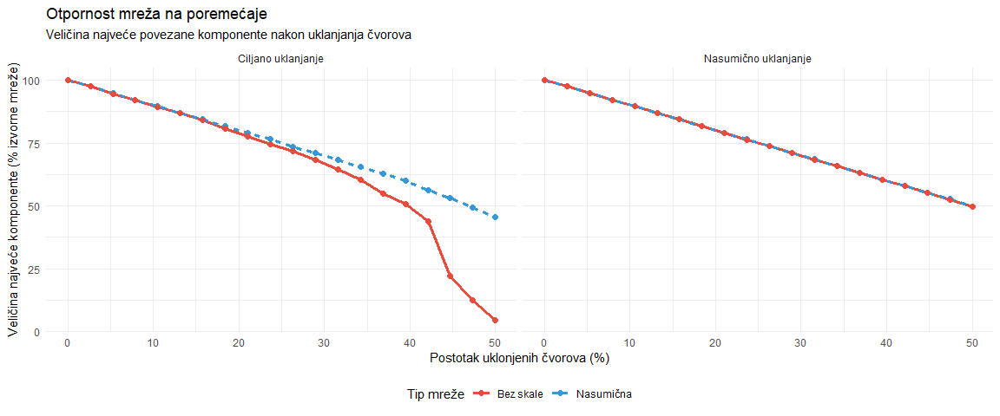 Otpornost mreža na poremećaje
Veličina najveće povezane komponente nakon uklanjanja čvorova
Ciljano uklanjanje
Nasumično uklanjanje
Veličina najveće komponente (% izvorne mreže)
100
75
50
25
0
0 10 20 30 40 50
0 10 20 30 40 50
Postotak uklonjenih čvorova (%)
Tip mreže Bez skale Nasumična